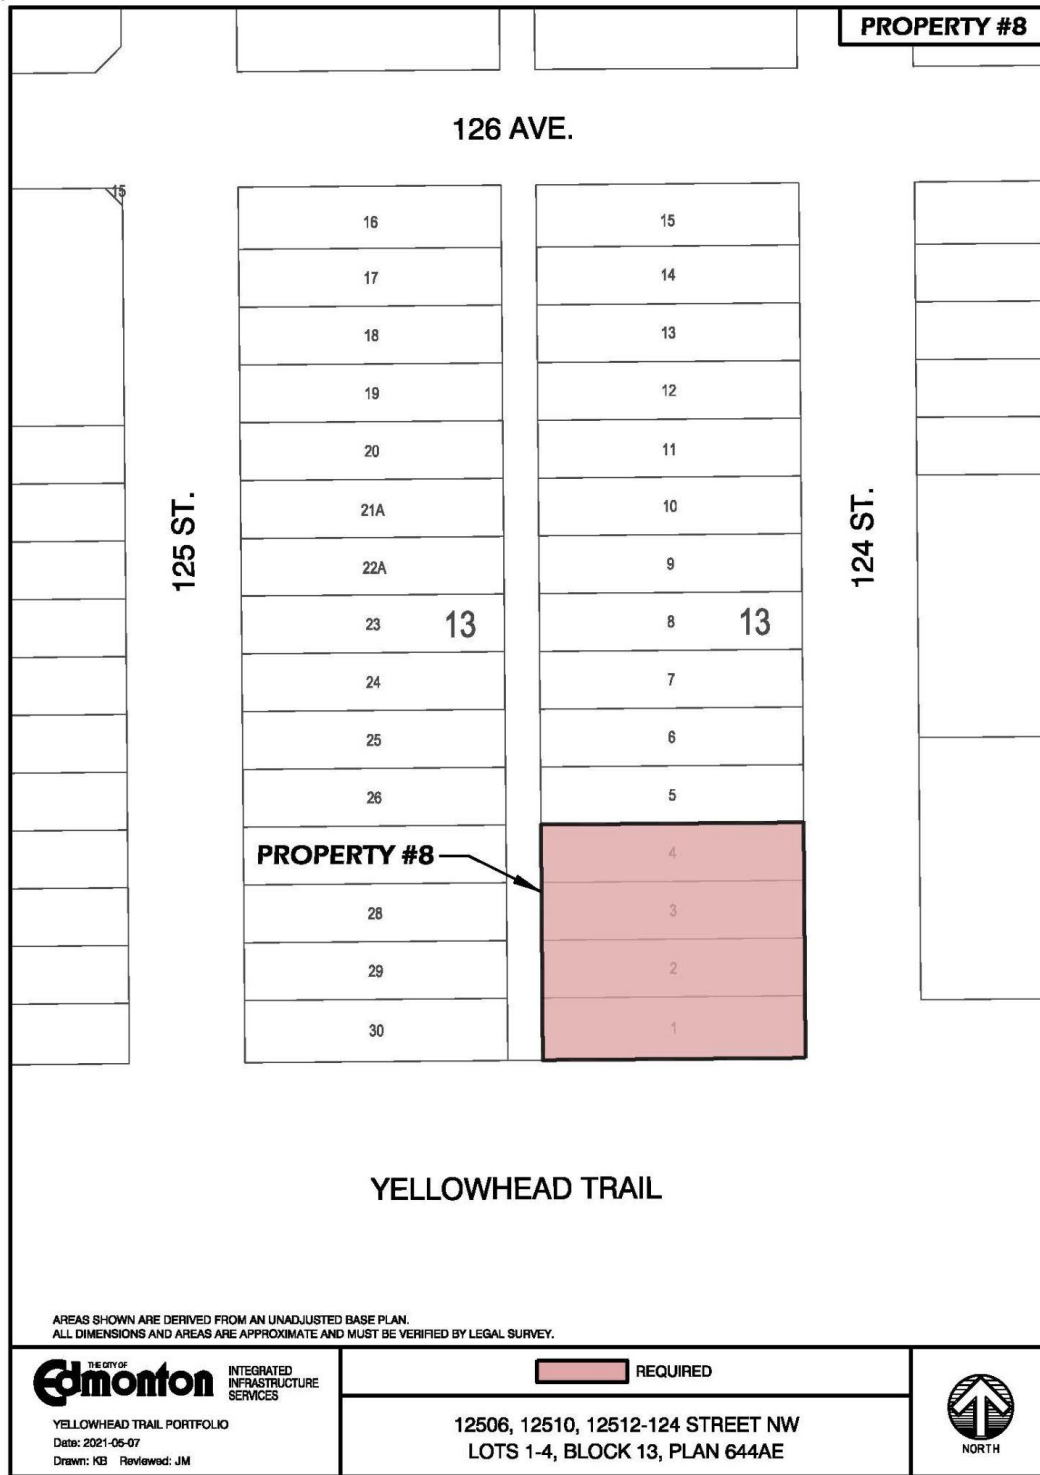 PROPERTY #8
126 AVE.
15
16
15
17
14
18
13
19
12
20
11
21A
10
22A
9
125 ST.
124 ST.
23
13
8
13
24
7
25
6
26
5
PROPERTY #8
4
28
3
29
2
30
1
YELLOWHEAD TRAIL
AREAS SHOWN ARE DERIVED FROM AN UNADJUSTED BASE PLAN.
ALL DIMENSIONS AND AREAS ARE APPROXIMATE AND MUST BE VERIFIED BY LEGAL SURVEY.
THE CITY OF
Edmonton
INTEGRATED
INFRASTRUCTURE
SERVICES
YELLOWHEAD TRAIL PORTFOLIO
Date: 2021-05-07
Drawn: KB Reviewed: JM
REQUIRED
12506, 12510, 12512-124 STREET NW
LOTS 1-4, BLOCK 13, PLAN 644AE
NORTH